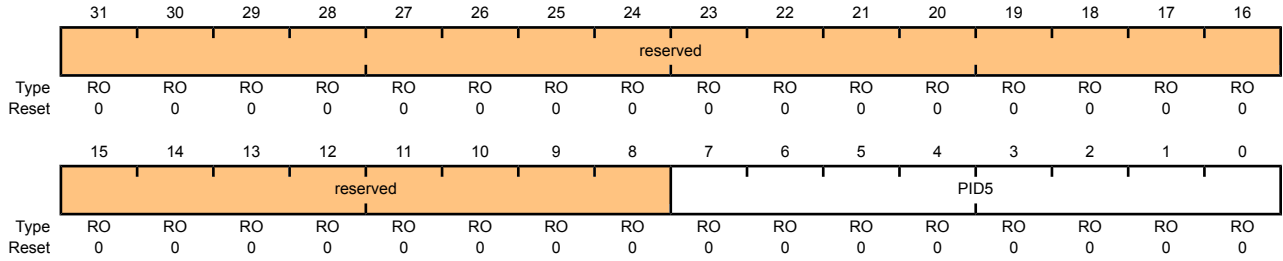 31 30 29 28 27 26 25 24 23 22 21 20 19 18 17 16
reserved
Type RO RO RO RO RO RO RO RO RO RO RO RO RO RO RO RO
Reset 0 0 0 0 0 0 0 0 0 0 0 0 0 0 0 0
15 14 13 12 11 10 9 8 7 6 5 4 3 2 1 0
reserved PID5
Type RO RO RO RO RO RO RO RO RO RO RO RO RO RO RO RO
Reset 0 0 0 0 0 0 0 0 0 0 0 0 0 0 0 0